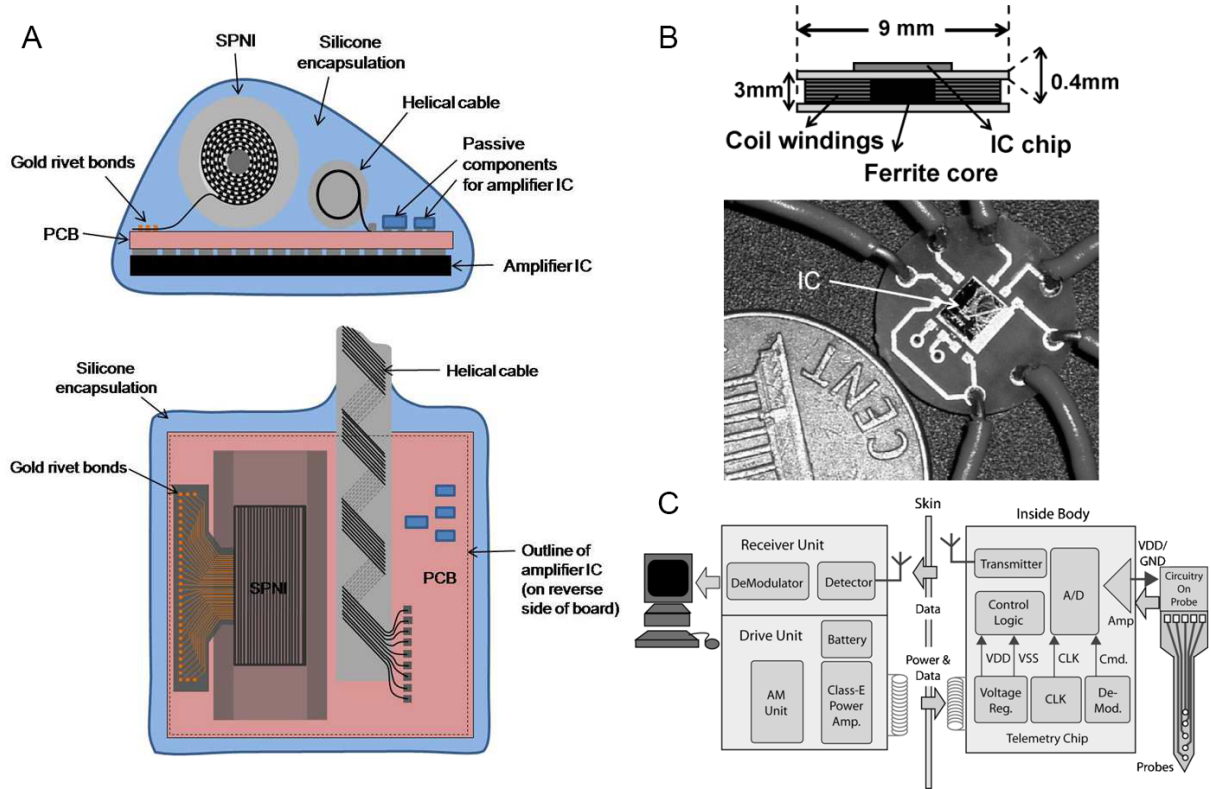 A
SPNI
Silicone
encapsulation
Helical cable
Passive
components
for amplifier IC
Gold rivet bonds
PCB
Amplifier IC
Silicone
encapsulation
Helical cable
Gold rivet bonds
SPNI
PCB
Outline of
amplifier IC
(on reverse
side of board)
B
9 mm
3mm
0.4mm
Coil windings
IC chip
Ferrite core
IC
CENT
C
Skin
Inside Body
Receiver Unit
DeModulator
Detector
Data
Drive Unit
Battery
AM
Unit
Class-E
Power
Amp.
Power &
Data
Transmitter
A/D
Control
Logic
Amp
VDD/
GND
Circuitry
On
Probe
VDD
VSS
CLK
Cmd.
Voltage
Reg.
CLK
De-
Mod.
Telemetry Chip
Probes